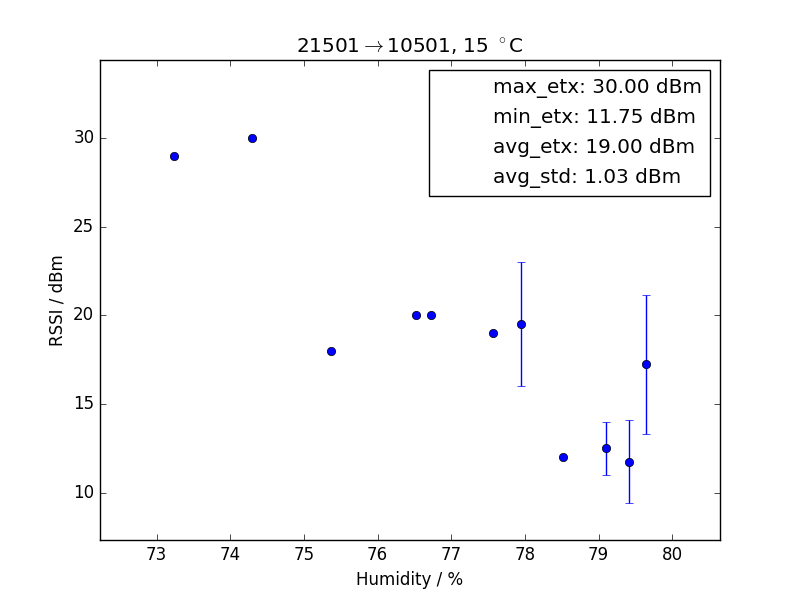 21501→10501, 15 °C
max_etx: 30.00 dBm
min_etx: 11.75 dBm
avg_etx: 19.00 dBm
avg_std: 1.03 dBm
RSSI / dBm
30
25
20
15
10
73 74 75 76 77 78 79 80
Humidity / %